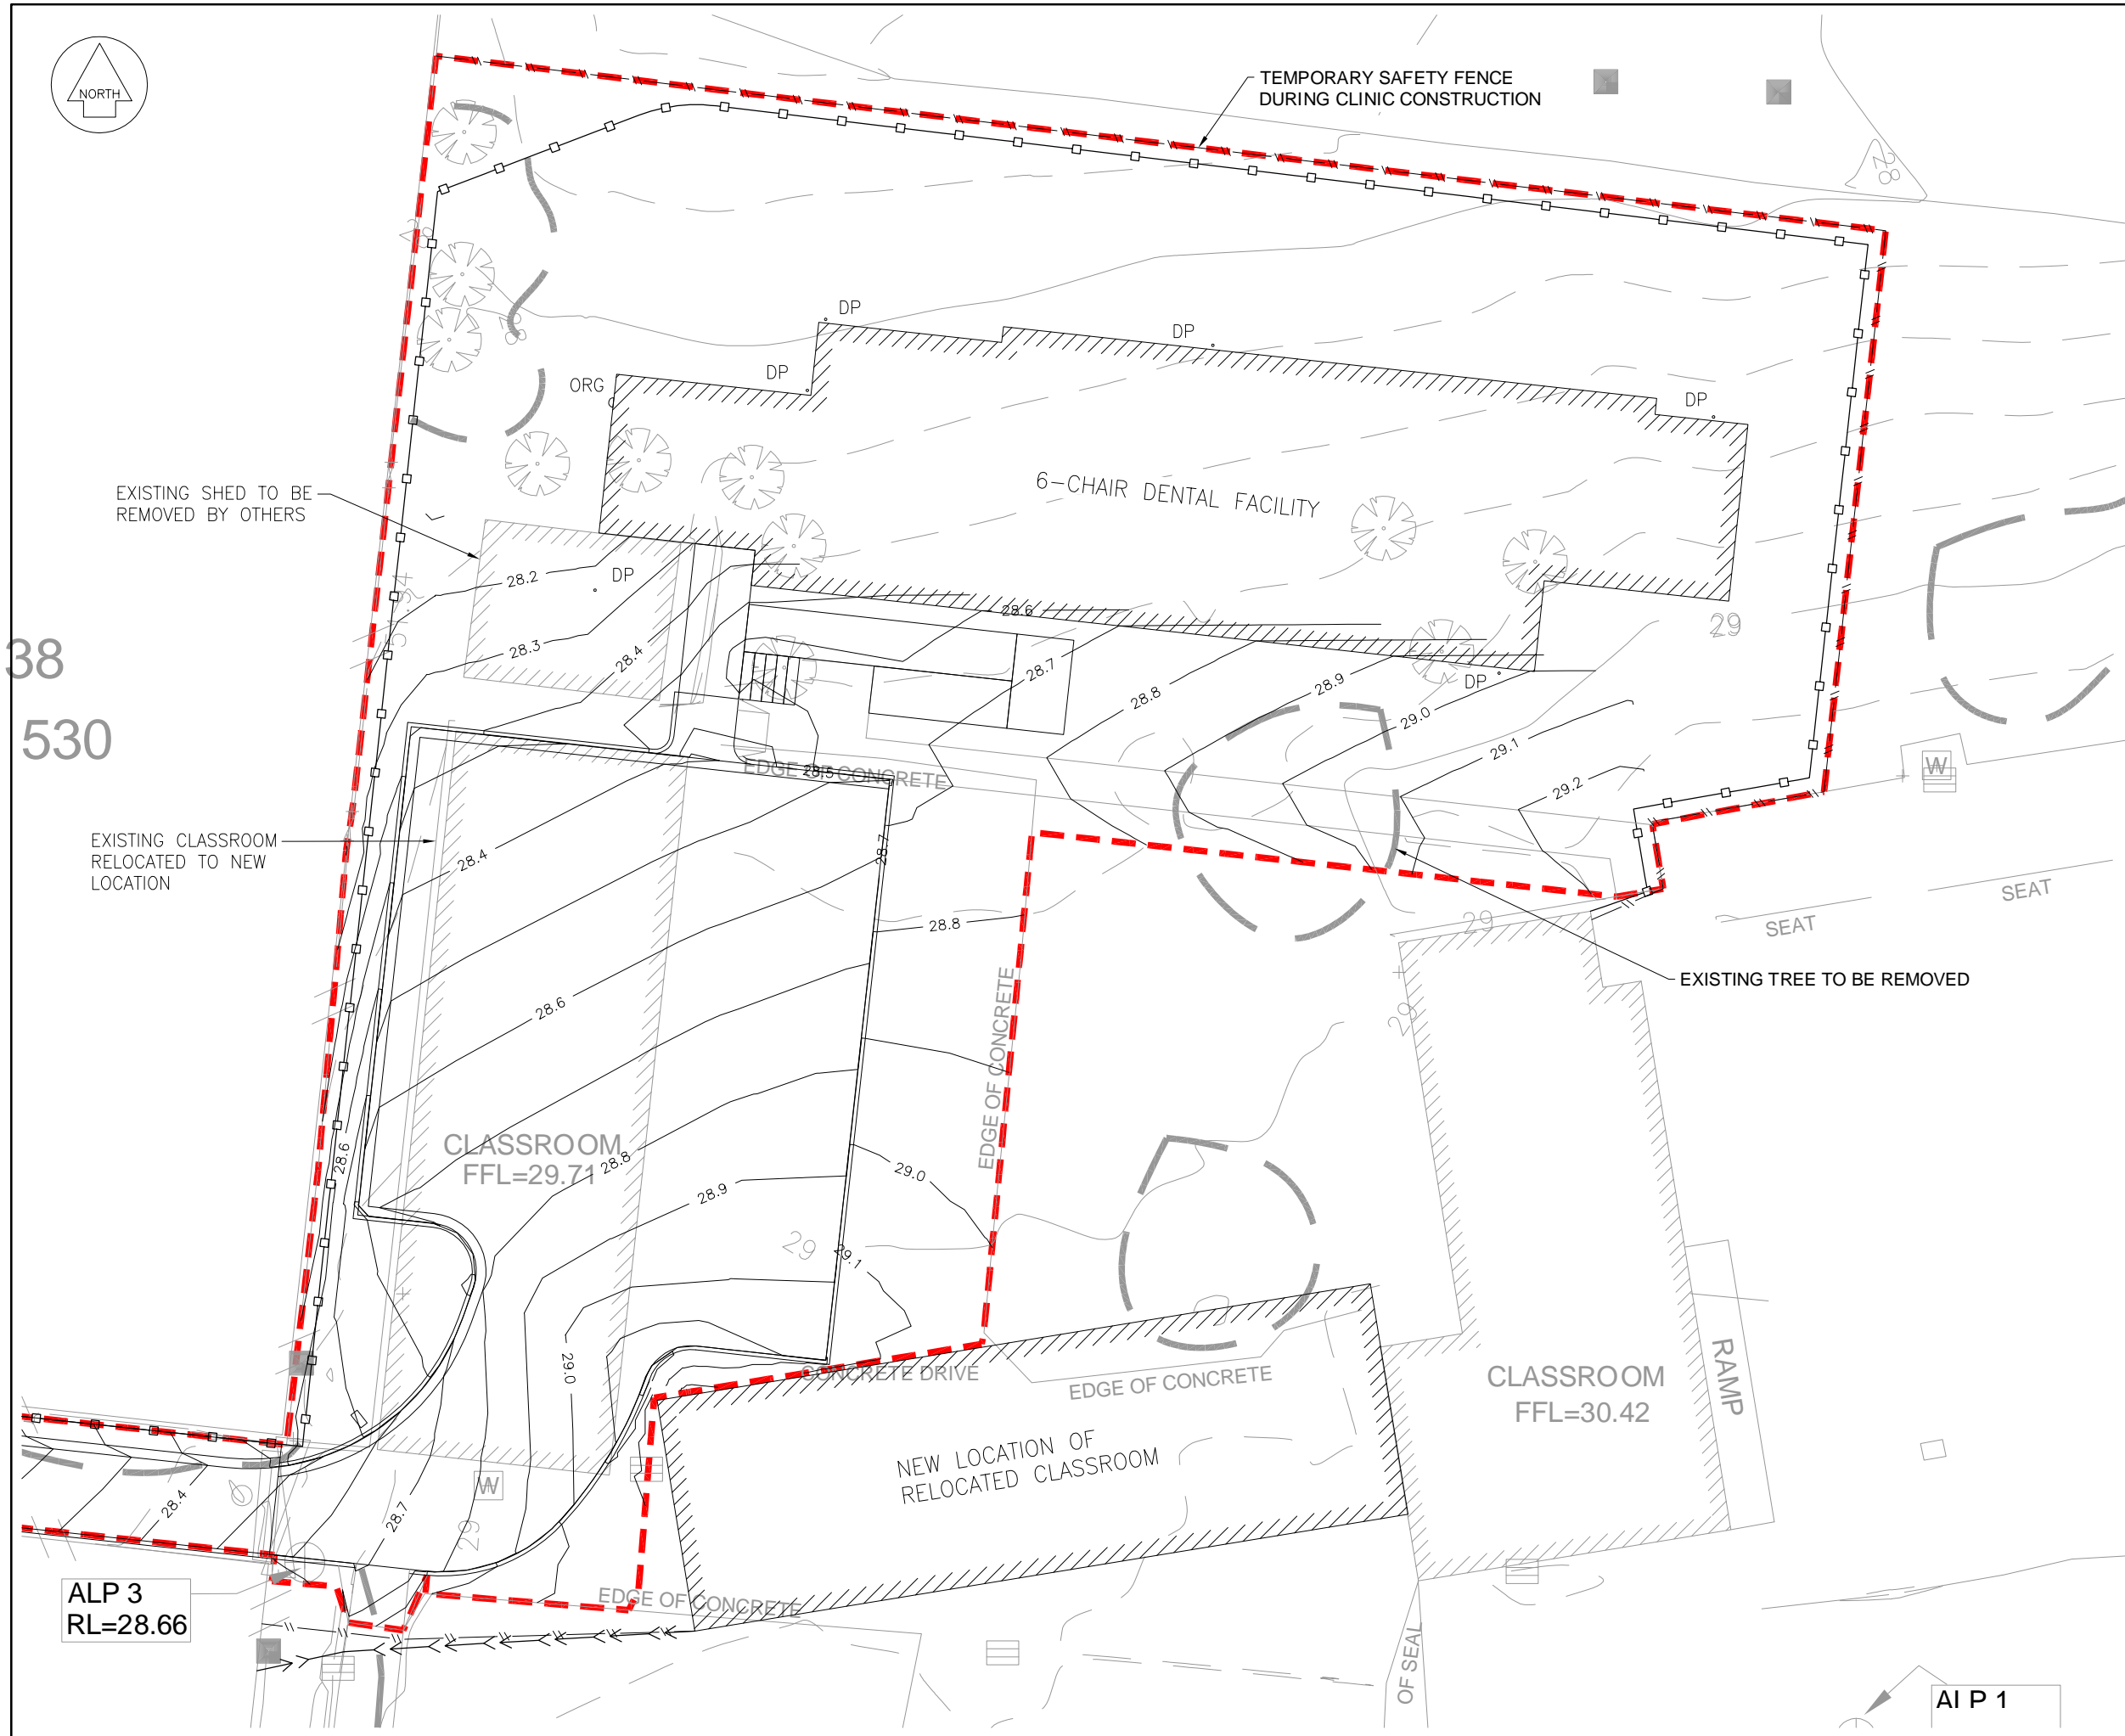 NORTH
TEMPORARY SAFETY FENCE
DURING CLINIC CONSTRUCTION
28
DP
DP
DP
ORG
DP
6-CHAIR DENTAL FACILITY
EXISTING SHED TO BE
REMOVED BY OTHERS
28.2
DP
28.6
29
28.3
28.4
38
28.7
28.8
28.9
DP
29.0
530
29.1
28.5
EDGE OF CONCRETE
29.2
W
EXISTING CLASSROOM
RELOCATED TO NEW
LOCATION
28.4
28.7
SEAT
28.8
29
SEAT
EXISTING TREE TO BE REMOVED
28.6
29
EDGE OF CONCRETE
CLASSROOM
FFL=29.71
28.6
28.8
29.0
28.9
29
29.1
29.0
CONCRETE DRIVE
EDGE OF CONCRETE
CLASSROOM
FFL=30.42
RAMP
NEW LOCATION OF
RELOCATED CLASSROOM
W
28.4
28.7
29
ALP 3
RL=28.66
EDGE OF CONCRETE
OF SEAL